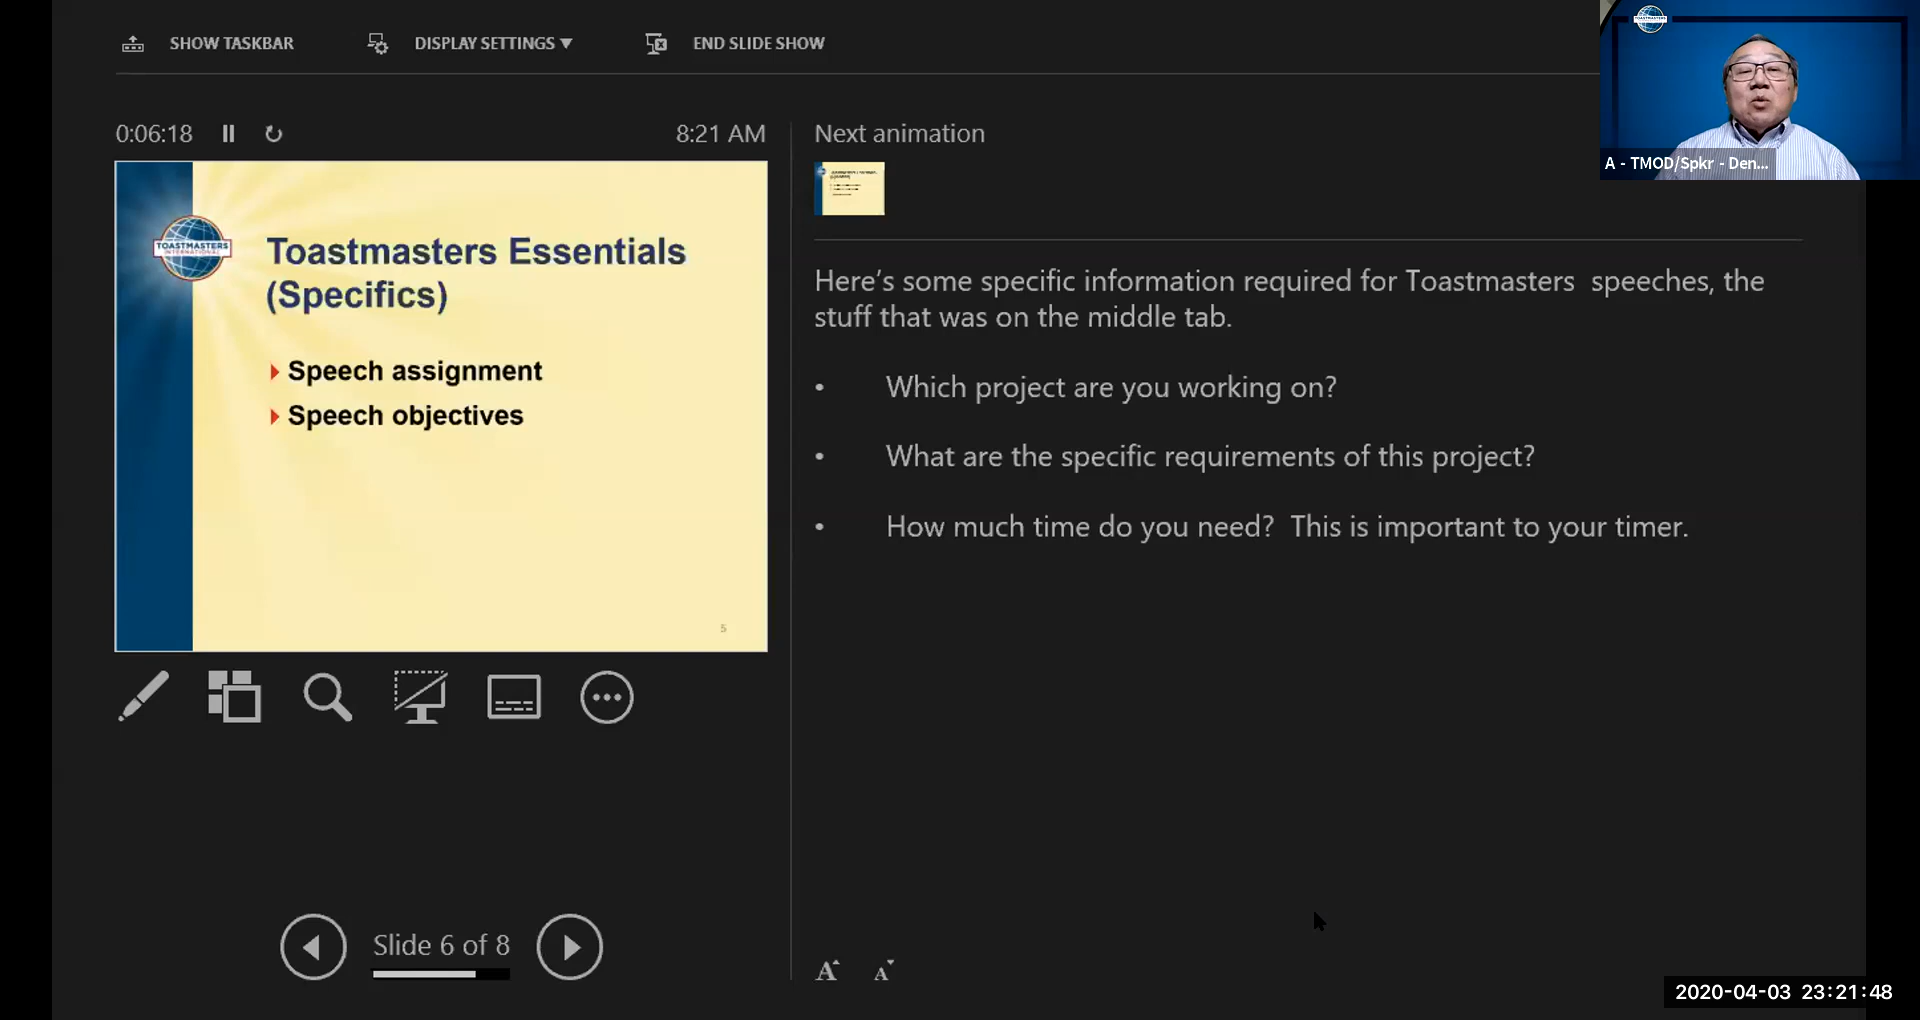 SHOW TASKBAR
DISPLAY SETTINGS
END SLIDE SHOW
0:06:18
8:21 AM
TOASTMASTERS
INTERNATIONAL
Toastmasters Essentials
(Specifics)
Speech assignment
Speech objectives
5
Slide 6 of 8
Next animation
Here’s some specific information required for Toastmasters speeches, the
stuff that was on the middle tab.
• Which project are you working on?
• What are the specific requirements of this project?
• How much time do you need? This is important to your timer.
A A
TOASTMASTERS
A - TMOD/Spkr - Den...
2020-04-03 23:21:48